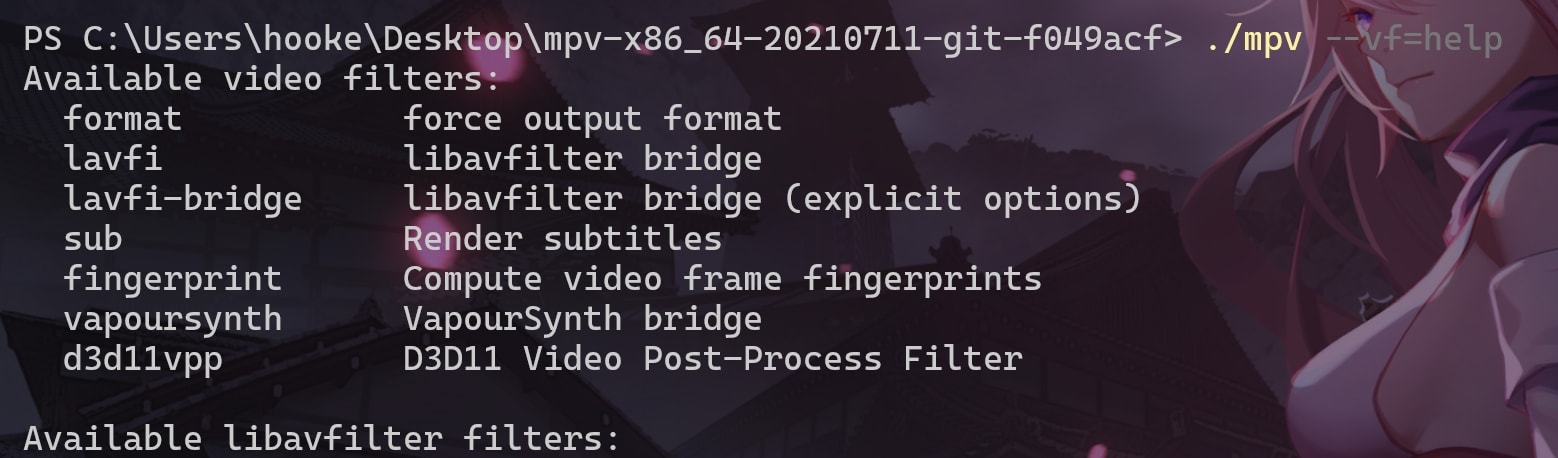 PS C:\Users\hooke\Desktop\mpv-x86_64-20210711-git-f049acf> ./mpv --vf=help
Available video filters:
  format           force output format
  lavfi            libavfilter bridge
  lavfi-bridge     libavfilter bridge (explicit options)
  sub              Render subtitles
  fingerprint      Compute video frame fingerprints
  vapoursynth      VapourSynth bridge
  d3d11vpp         D3D11 Video Post-Process Filter

Available libavfilter filters: